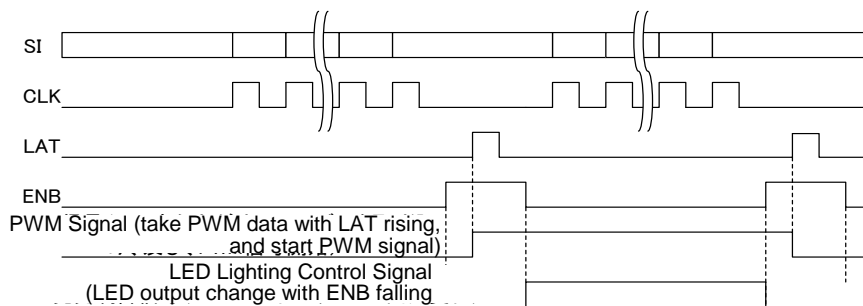 SI
CLK
LAT
ENB
PWM Signal (take PWM data with LAT rising,
and start PWM signal)
LED Lighting Control Signal
(LED output change with ENB falling